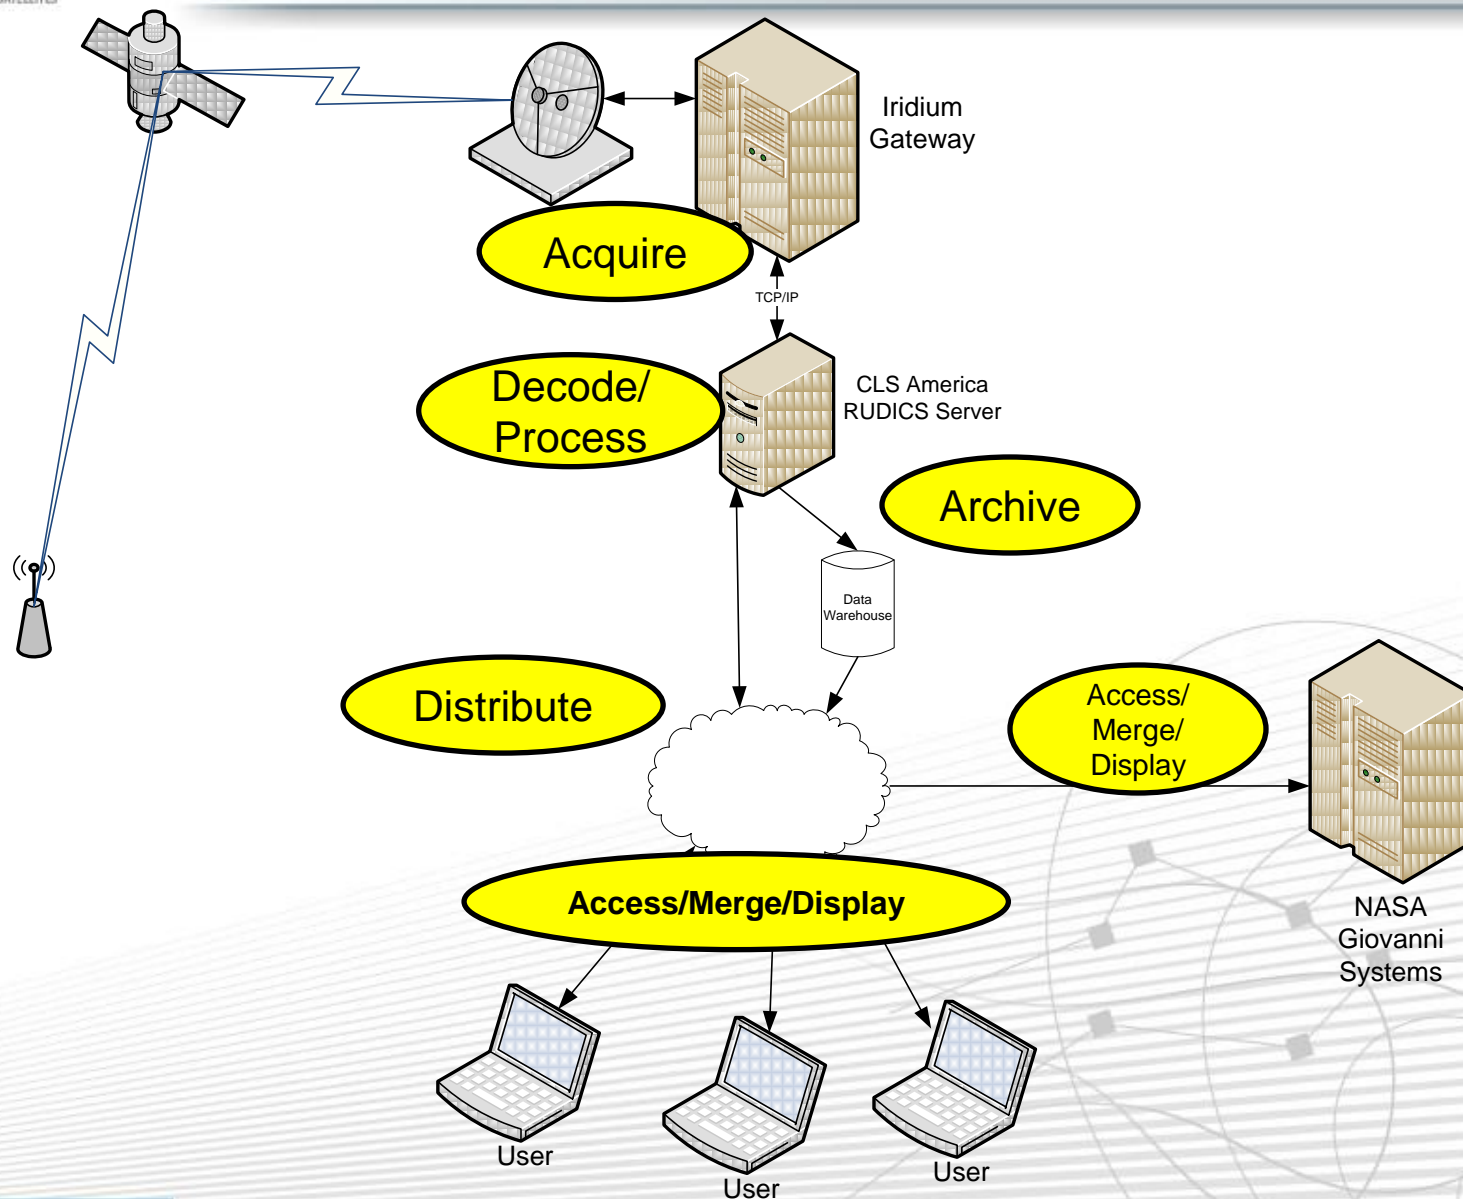 Iridium
Gateway
Acquire
TCP/IP
Decode/
Process
CLS America
RUDICS Server
Archive
Data
Warehouse
Distribute
Access/
Merge/
Display
Access/Merge/Display
NASA
Giovanni
Systems
User
User
User